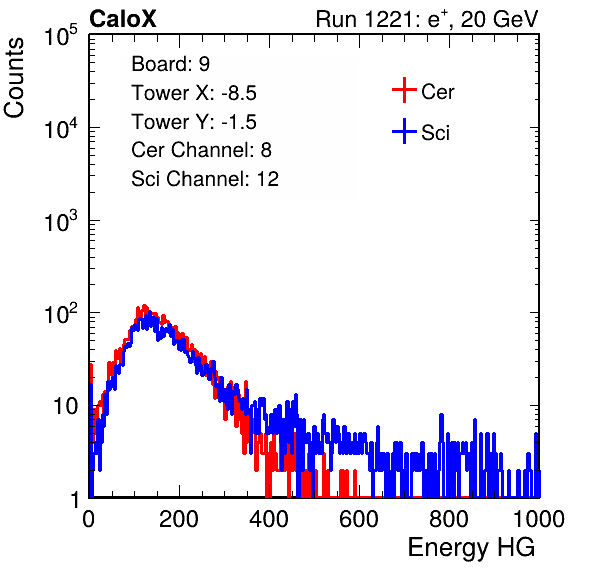 CaloX Run 1221: e⁺, 20 GeV
Counts
10⁵
10⁴
10³
10²
10
1
Board: 9
Tower X: -8.5
Tower Y: -1.5
Cer Channel: 8
Sci Channel: 12
Cer
Sci
0 200 400 600 800 1000
Energy HG